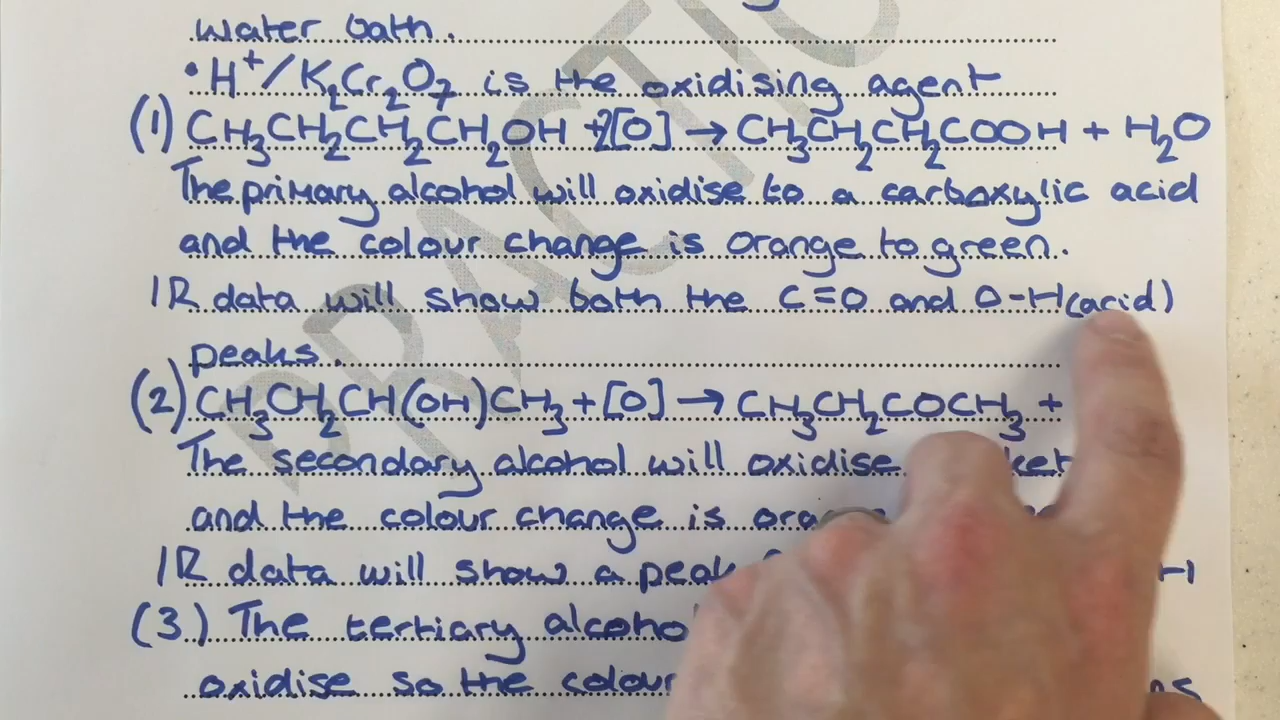 water bath.
• H⁺/K₂Cr₂O₇ is the oxidising agent
(1) CH₃CH₂CH₂CH₂OH + 2[O] → CH₃CH₂CH₂COOH + H₂O
The primary alcohol will oxidise to a carboxylic acid
and the colour change is orange to green.
IR data will show both the C=O and O-H (acid)
peaks.
(2) CH₃CH₂CH(OH)CH₃ + [O] → CH₃CH₂COCH₃ +
The secondary alcohol will oxidise
and the colour change is
IR data will show a peak
(3) The tertiary alcohol
oxidise so the colour